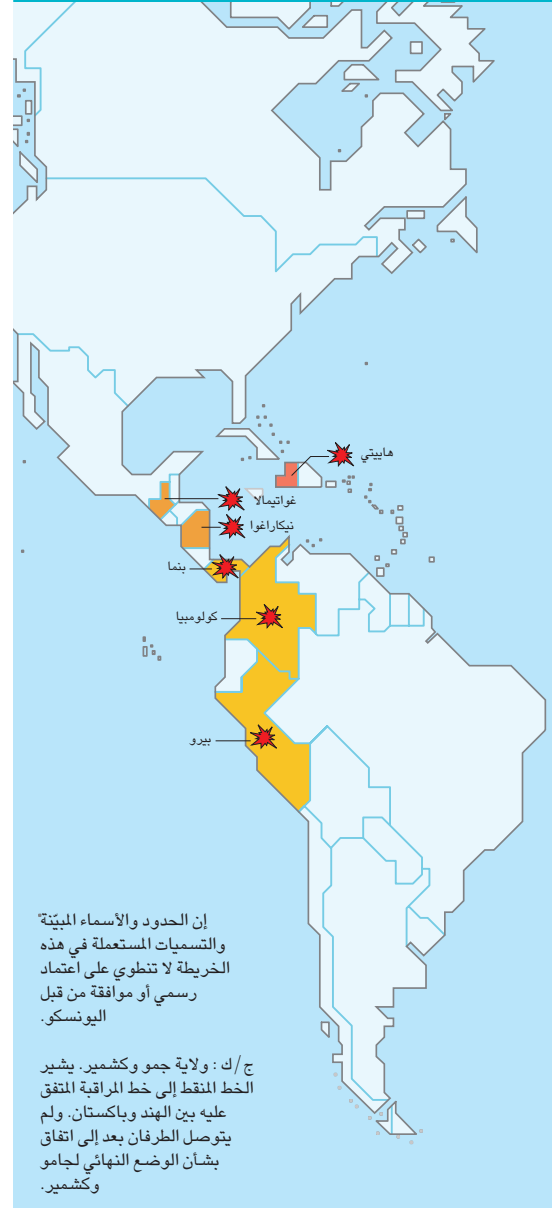 هاييتي
غواتيمالا
نيكاراغوا
بنما
كولومبيا
بيرو
إن الحدود والأسماء المبيّنة
والتسميات المستعملة في هذه
الخريطة لا تنطوي على اعتماد
رسمي أو موافقة من قبل
اليونسكو.
ج/ك : ولاية جمو وكشمير. يشير
الخط المنقط إلى خط المراقبة المتفق
عليه بين الهند وباكستان. ولم
يتوصل الطرفان بعد إلى اتفاق
بشأن الوضع النهائي لجامو
وكشمير.